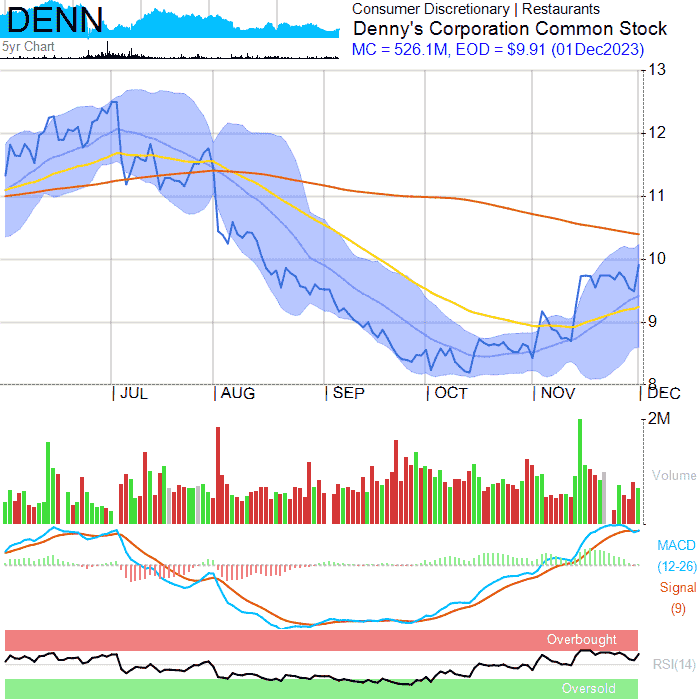 DENN
5yr Chart
Consumer Discretionary | Restaurants
Denny's Corporation Common Stock
MC = 526.1M, EOD = $9.91 (01Dec2023)
13
12
11
10
9
8
JUL
AUG
SEP
OCT
NOV
DEC
2M
Volume
MACD
(12-26)
Signal
(9)
Overbought
RSI(14)
Oversold